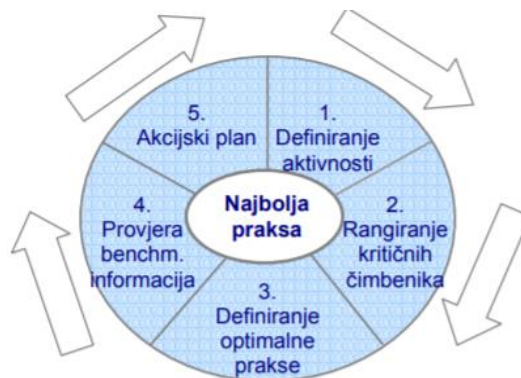 1.
Definiranje
aktivnosti
2.
Rangiranje
kritičnih
čimbenika
3.
Definiranje
optimalne
prakse
4.
Provjera
benchm.
informacija
5.
Akcijski plan
Najbolja
praksa